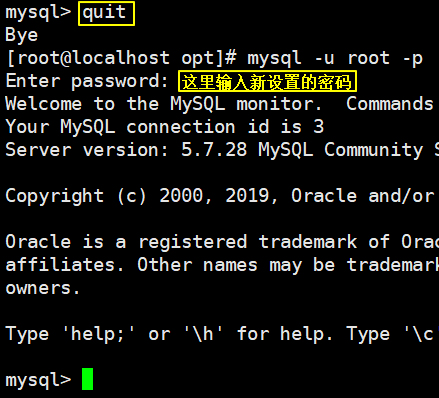 mysql> quit
Bye
[root@localhost opt]# mysql -u root -p
Enter password: 这里输入新设置的密码
Welcome to the MySQL monitor.  Commands
Your MySQL connection id is 3
Server version: 5.7.28 MySQL Community S
Copyright (c) 2000, 2019, Oracle and/or
Oracle is a registered trademark of Orac
affiliates. Other names may be trademark
owners.
Type 'help;' or '\h' for help. Type '\c
mysql>